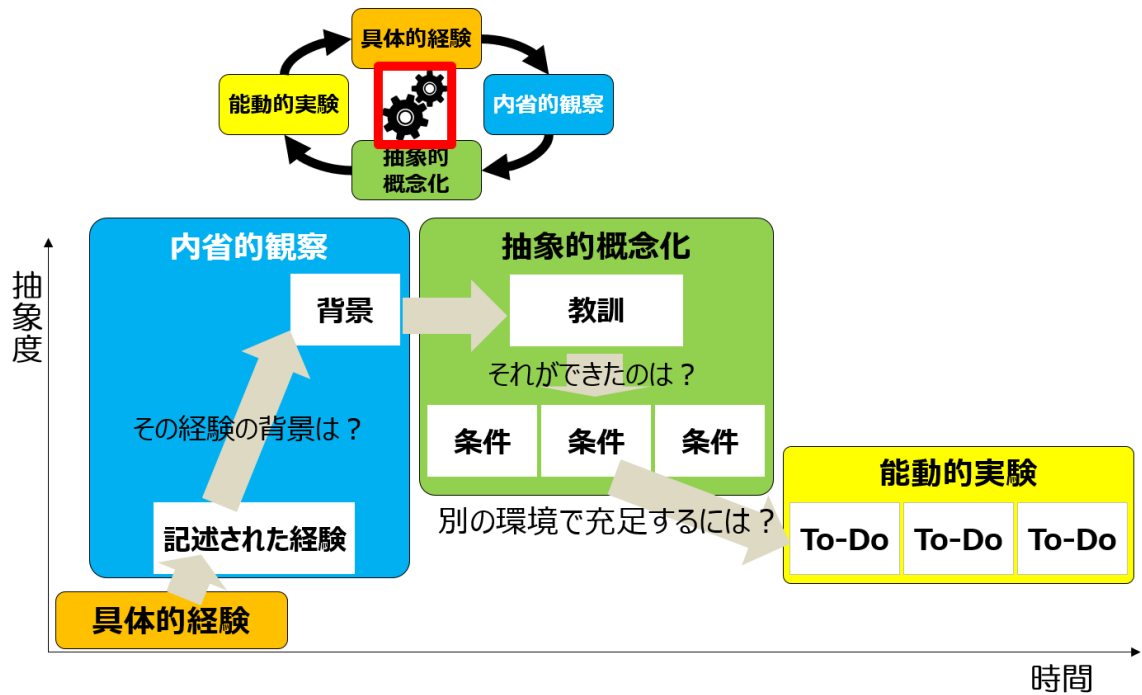 具体的経験
能動的実験
内省的観察
抽象的
概念化
内省的観察
抽象的概念化
抽象度
背景
教訓
それができたのは？
その経験の背景は？
条件
条件
条件
能動的実験
別の環境で充足するには？
記述された経験
To-Do
To-Do
To-Do
具体的経験
時間